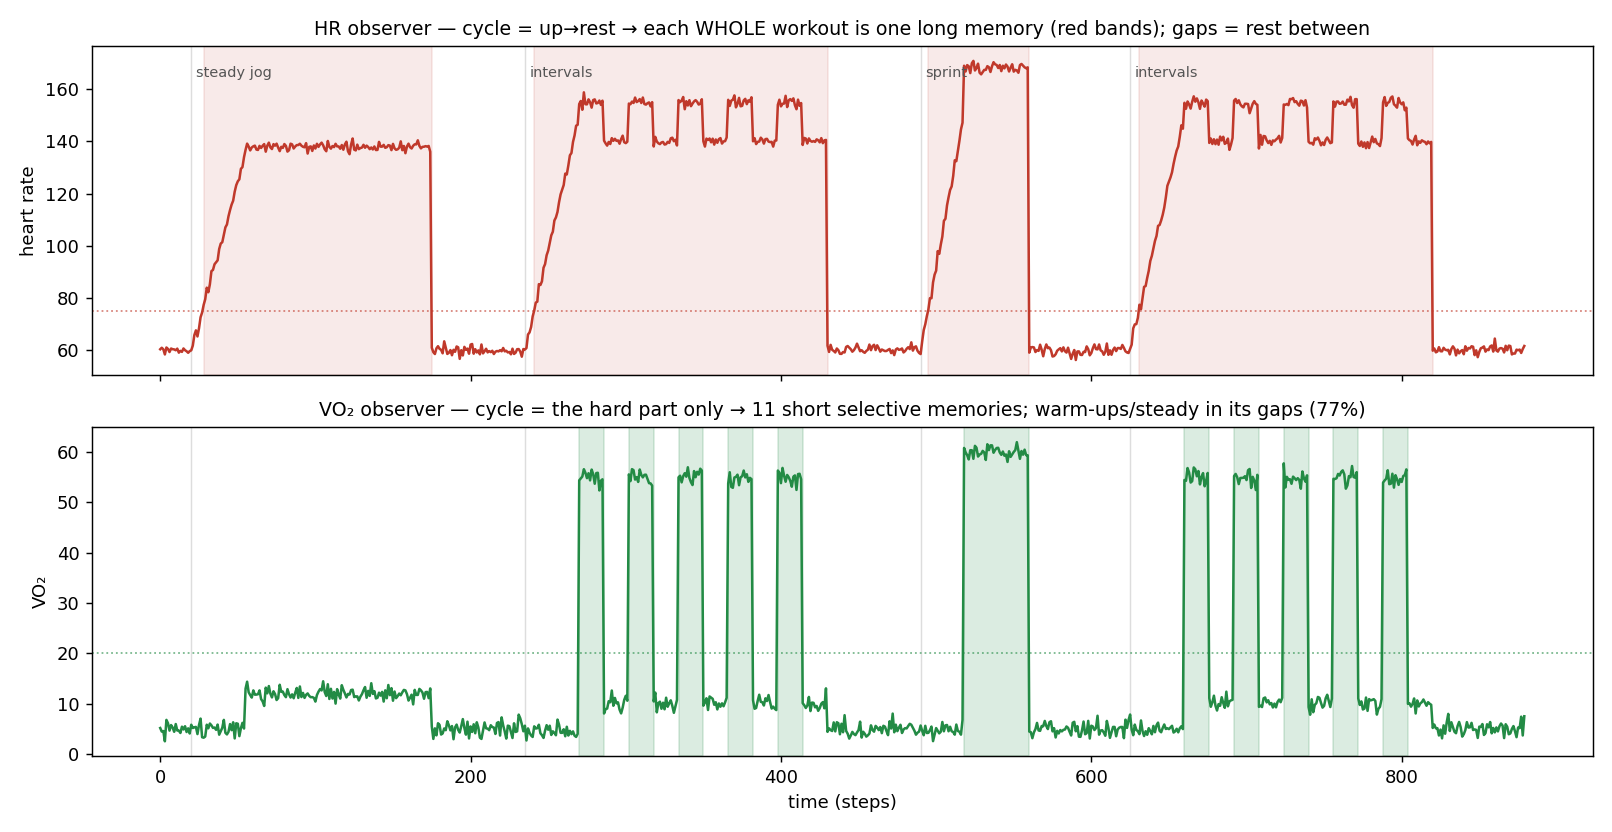 HR observer — cycle = up→rest → each WHOLE workout is one long memory (red bands); gaps = rest between
steady jog
intervals
sprint
intervals
160
140
120
100
80
60
heart rate
VO₂ observer — cycle = the hard part only → 11 short selective memories; warm-ups/steady in its gaps (77%)
60
50
40
30
20
10
0
VO₂
0 200 400 600 800
time (steps)